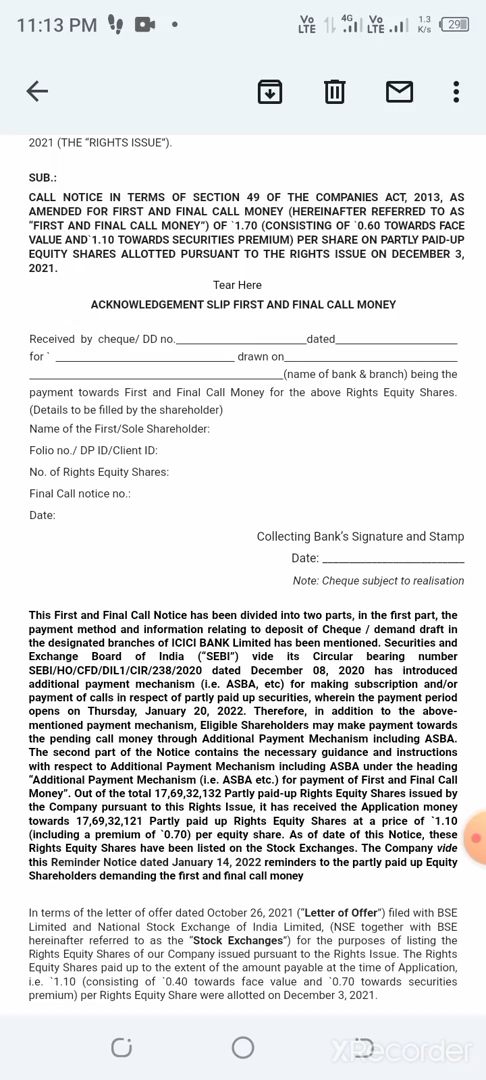 11:13 PM
Vo LTE 4G Vo LTE 1.3 K/s 29
2021 (THE “RIGHTS ISSUE”).
SUB.:
CALL NOTICE IN TERMS OF SECTION 49 OF THE COMPANIES ACT, 2013, AS
AMENDED FOR FIRST AND FINAL CALL MONEY (HEREINAFTER REFERRED TO AS
“FIRST AND FINAL CALL MONEY”) OF `1.70 (CONSISTING OF `0.60 TOWARDS FACE
VALUE AND`1.10 TOWARDS SECURITIES PREMIUM) PER SHARE ON PARTLY PAID-UP
EQUITY SHARES ALLOTTED PURSUANT TO THE RIGHTS ISSUE ON DECEMBER 3,
2021.
Tear Here
ACKNOWLEDGEMENT SLIP FIRST AND FINAL CALL MONEY
Received by cheque/ DD no.____________________dated____________________
for ` ____________________________ drawn on____________________________
________________________________________(name of bank & branch) being the
payment towards First and Final Call Money for the above Rights Equity Shares.
(Details to be filled by the shareholder)
Name of the First/Sole Shareholder:
Folio no./ DP ID/Client ID:
No. of Rights Equity Shares:
Final Call notice no.:
Date:
Collecting Bank’s Signature and Stamp
Date: ______________________
Note: Cheque subject to realisation
This First and Final Call Notice has been divided into two parts, in the first part, the
payment method and information relating to deposit of Cheque / demand draft in
the designated branches of ICICI BANK Limited has been mentioned. Securities and
Exchange Board of India (“SEBI”) vide its Circular bearing number
SEBI/HO/CFD/DIL1/CIR/238/2020 dated December 08, 2020 has introduced
additional payment mechanism (i.e. ASBA, etc) for making subscription and/or
payment of calls in respect of partly paid up securities, wherein the payment period
opens on Thursday, January 20, 2022. Therefore, in addition to the above-
mentioned payment mechanism, Eligible Shareholders may make payment towards
the pending call money through Additional Payment Mechanism including ASBA.
The second part of the Notice contains the necessary guidance and instructions
with respect to Additional Payment Mechanism including ASBA under the heading
“Additional Payment Mechanism (i.e. ASBA etc.) for payment of First and Final Call
Money”. Out of the total 17,69,32,132 Partly paid-up Rights Equity Shares issued by
the Company pursuant to this Rights Issue, it has received the Application money
towards 17,69,32,121 Partly paid up Rights Equity Shares at a price of `1.10
(including a premium of `0.70) per equity share. As of date of this Notice, these
Rights Equity Shares have been listed on the Stock Exchanges. The Company vide
this Reminder Notice dated January 14, 2022 reminders to the partly paid up Equity
Shareholders demanding the first and final call money
In terms of the letter of offer dated October 26, 2021 (“Letter of Offer”) filed with BSE
Limited and National Stock Exchange of India Limited, (NSE together with BSE
hereinafter referred to as the “Stock Exchanges”) for the purposes of listing the
Rights Equity Shares of our Company issued pursuant to the Rights Issue. The Rights
Equity Shares paid up to the extent of the amount payable at the time of Application,
i.e. `1.10 (consisting of `0.40 towards face value and `0.70 towards securities
premium) per Rights Equity Share were allotted on December 3, 2021.
XRecorder